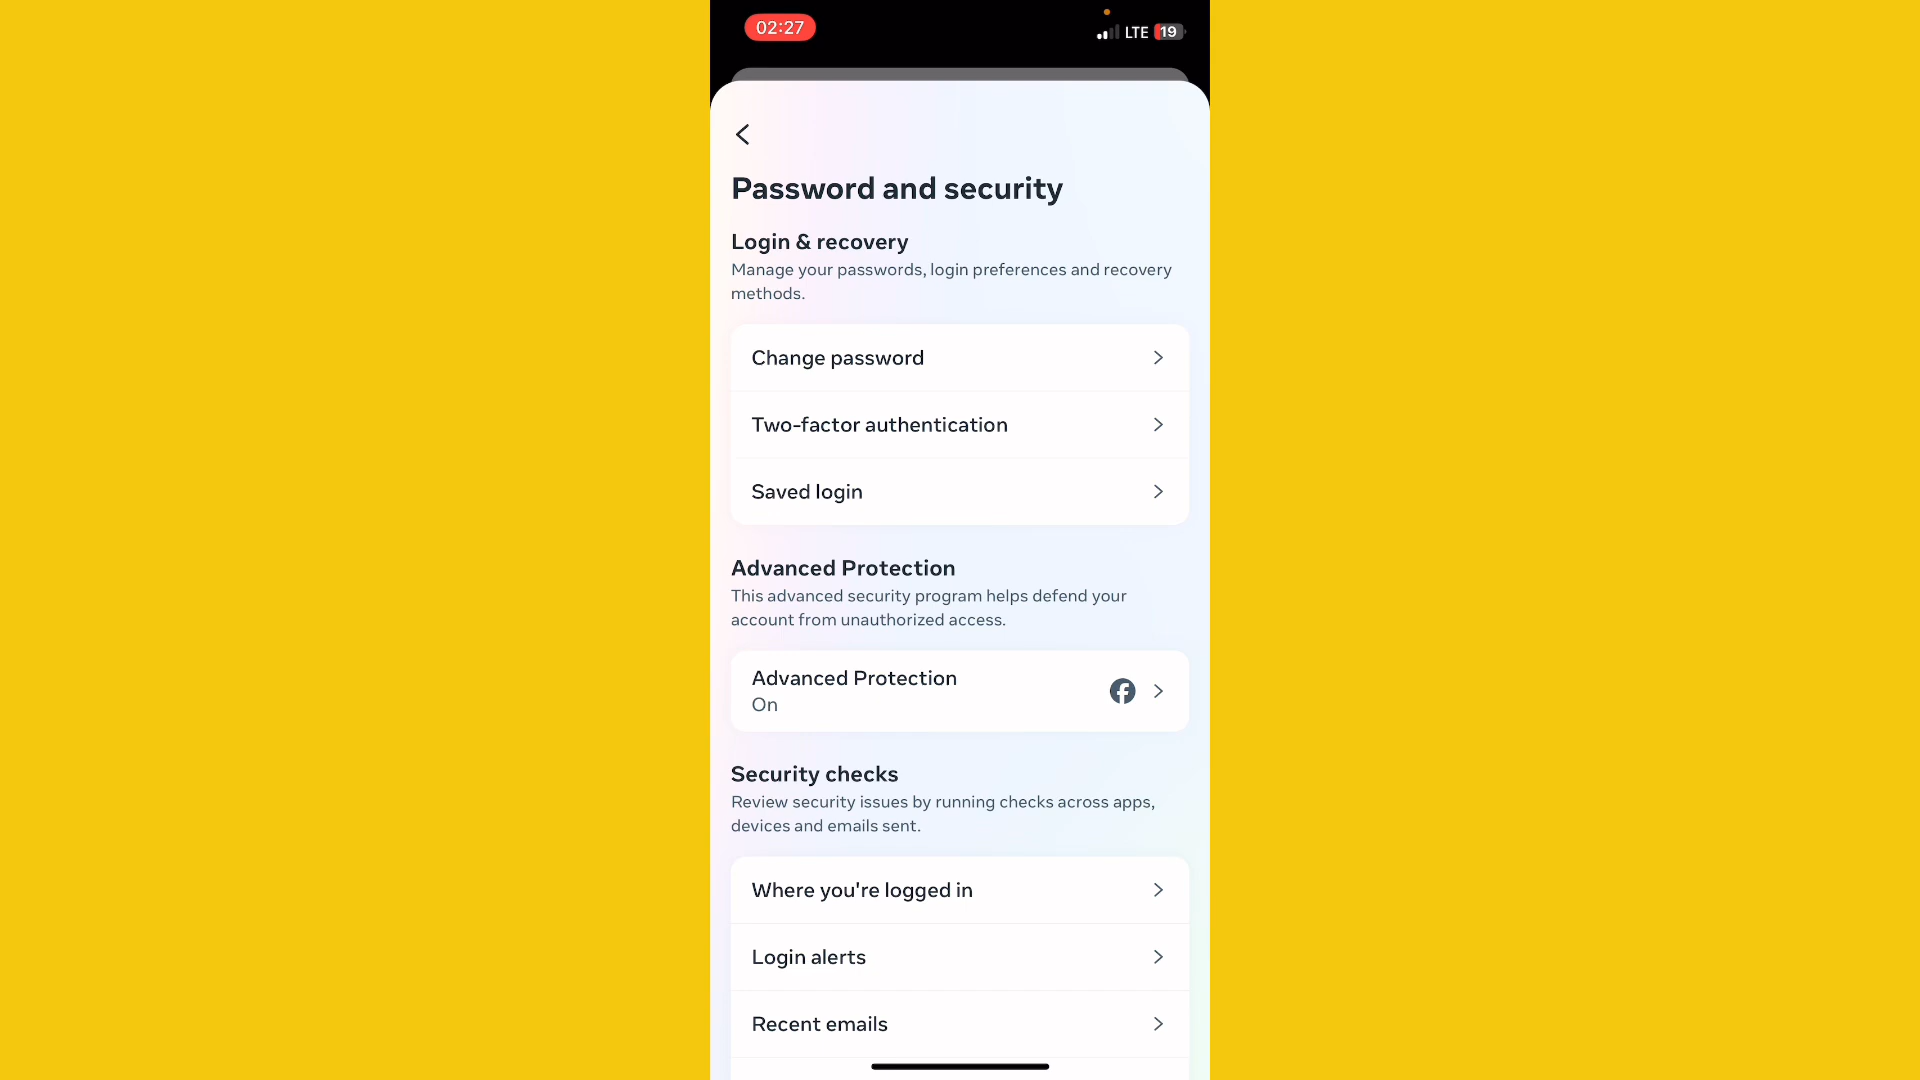 02:27
LTE 19
Password and security
Login & recovery
Manage your passwords, login preferences and recovery
methods.
Change password
Two-factor authentication
Saved login
Advanced Protection
This advanced security program helps defend your
account from unauthorized access.
Advanced Protection
On
Security checks
Review security issues by running checks across apps,
devices and emails sent.
Where you're logged in
Login alerts
Recent emails